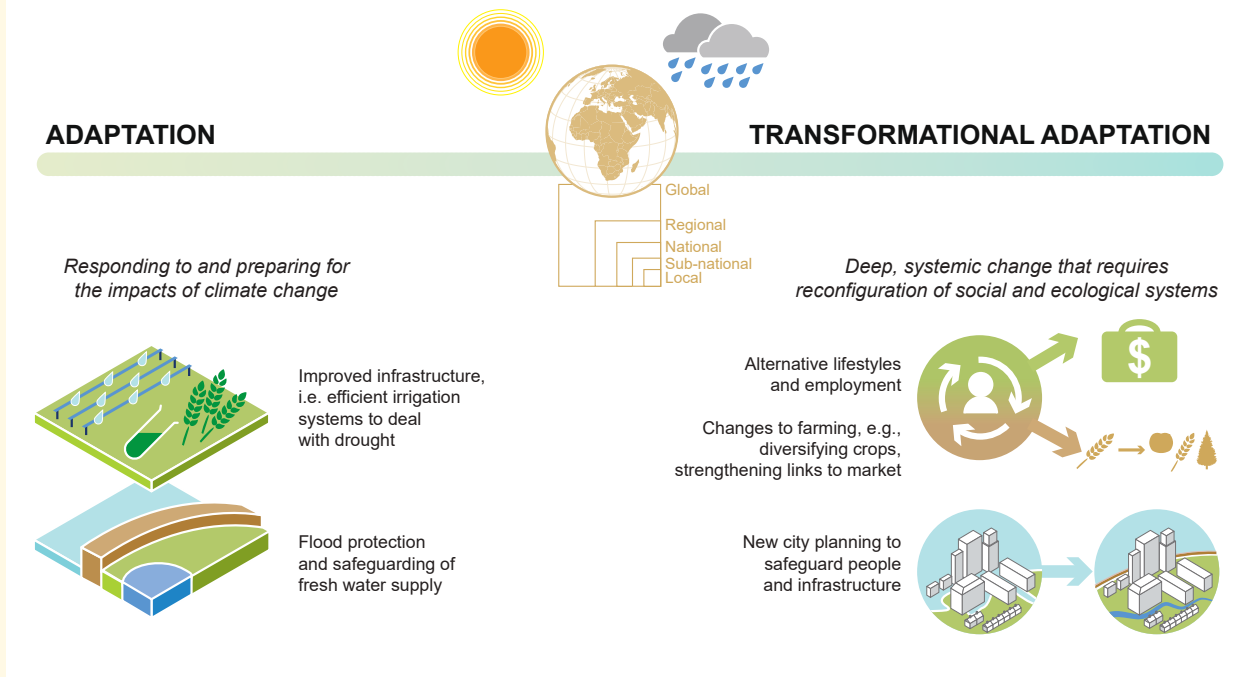 ADAPTATION
TRANSFORMATIONAL ADAPTATION
Global
Regional
National
Sub-national
Local
Responding to and preparing for
the impacts of climate change
Improved infrastructure,
i.e. efficient irrigation
systems to deal
with drought
Flood protection
and safeguarding of
fresh water supply
Deep, systemic change that requires
reconfiguration of social and ecological systems
Alternative lifestyles
and employment
$
Changes to farming, e.g.,
diversifying crops,
strengthening links to market
New city planning to
safeguard people
and infrastructure